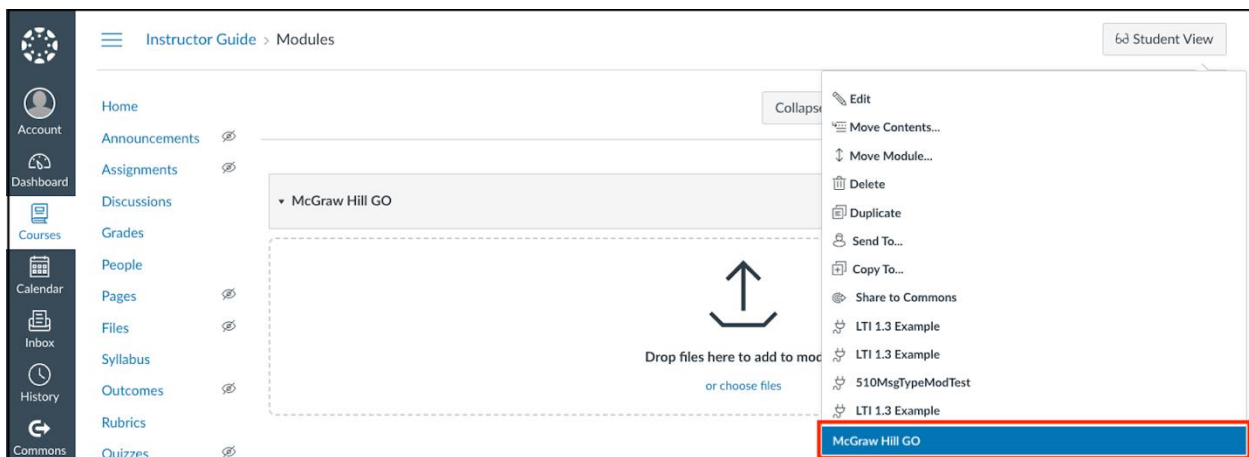 Instructor Guide > Modules
Student View
Account
Dashboard
Courses
Calendar
Inbox
History
Commons
Home
Announcements
Assignments
Discussions
Grades
People
Pages
Files
Syllabus
Outcomes
Rubrics
Quizzes
Collapse
McGraw Hill GO
Drop files here to add to mod
or choose files
Edit
Move Contents...
Move Module...
Delete
Duplicate
Send To...
Copy To...
Share to Commons
LTI 1.3 Example
LTI 1.3 Example
510MsgTypeModTest
LTI 1.3 Example
McGraw Hill GO